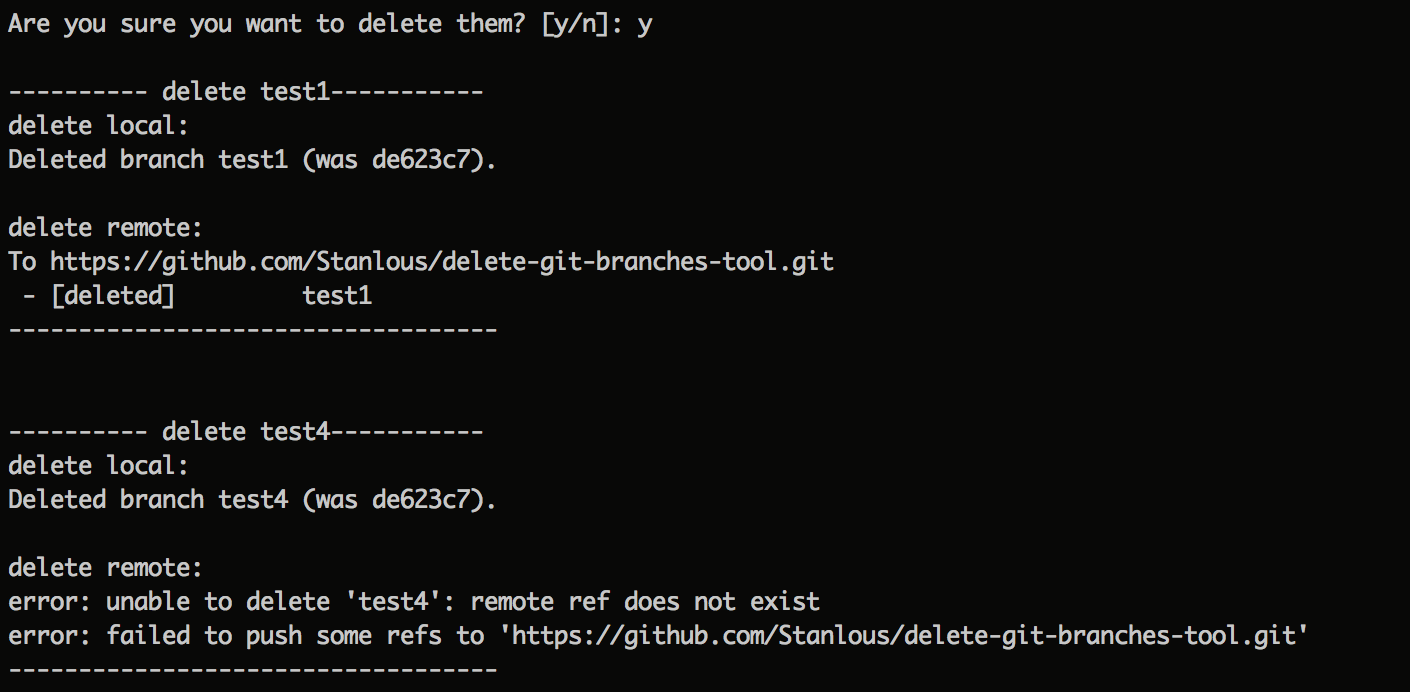 Are you sure you want to delete them? [y/n]: y
---------- delete test1-----------
delete local:
Deleted branch test1 (was de623c7).
delete remote:
To https://github.com/Stanlous/delete-git-branches-tool.git
 - [deleted]         test1
-----------------------------------
---------- delete test4-----------
delete local:
Deleted branch test4 (was de623c7).
delete remote:
error: unable to delete 'test4': remote ref does not exist
error: failed to push some refs to 'https://github.com/Stanlous/delete-git-branches-tool.git'
-----------------------------------